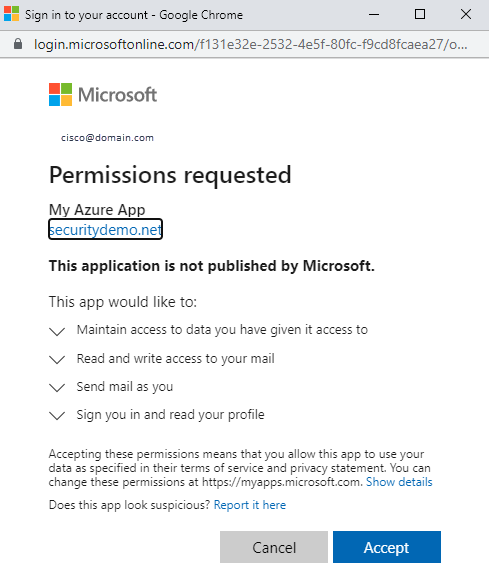 Sign in to your account - Google Chrome
login.microsoftonline.com/f131e32e-2532-4e5f-80fc-f9cd8fcaea27/o...
Microsoft
cisco@domain.com
Permissions requested
My Azure App
securitydemo.net
This application is not published by Microsoft.
This app would like to:
Maintain access to data you have given it access to
Read and write access to your mail
Send mail as you
Sign you in and read your profile
Accepting these permissions means that you allow this app to use your
data as specified in their terms of service and privacy statement. You can
change these permissions at https://myapps.microsoft.com. Show details
Does this app look suspicious? Report it here
Cancel Accept